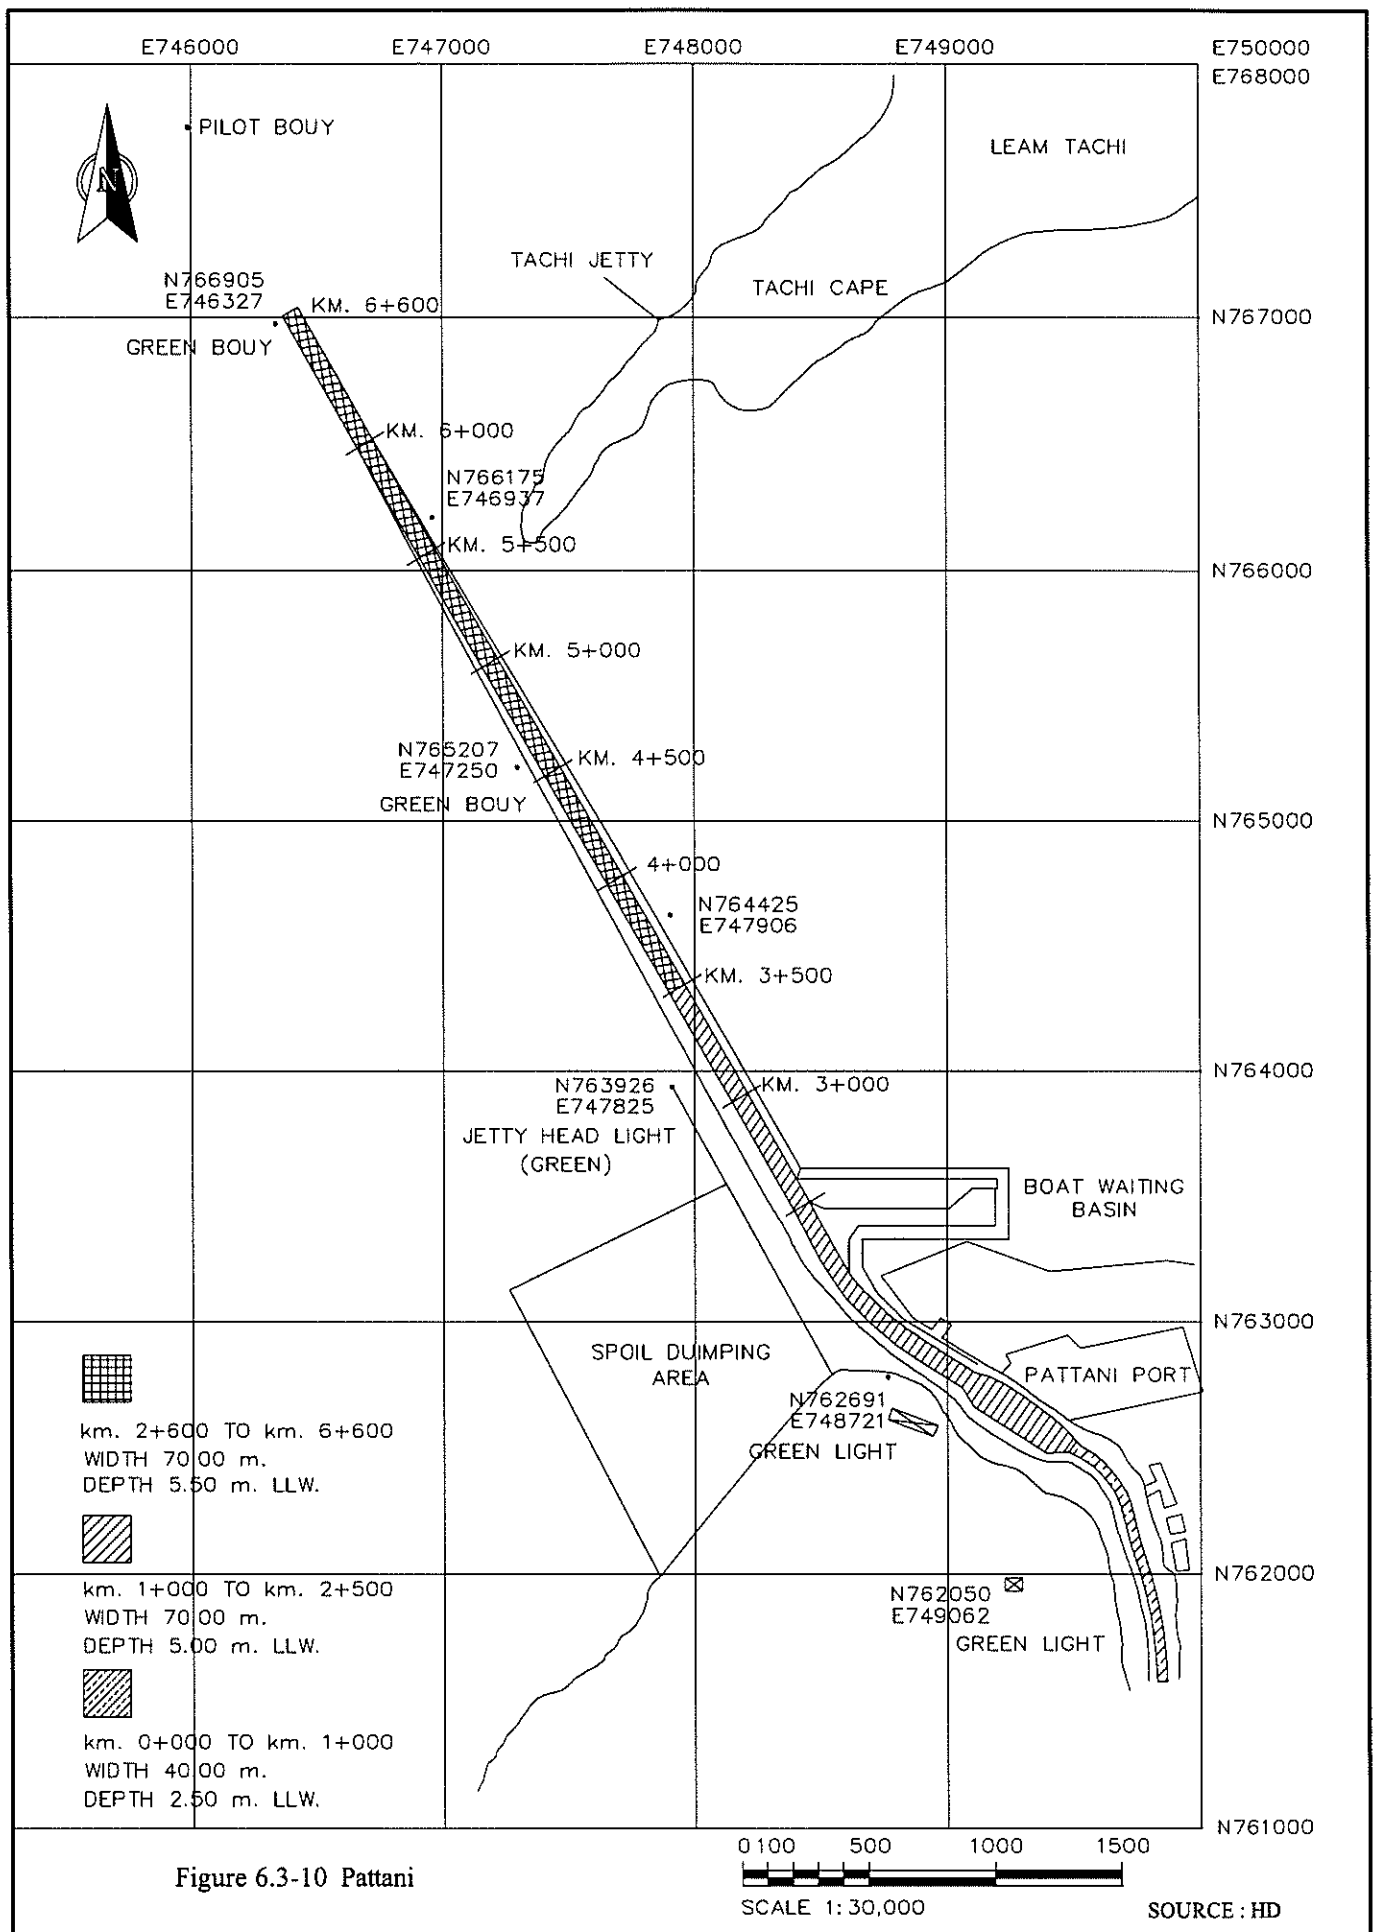 E746000
E747000
E748000
E749000
E750000
E768000
PILOT BOUY
LEAM TACHI
N
TACHI JETTY
TACHI CAPE
N766905
E746327
KM. 6+600
N767000
GREEN BOUY
KM. 6+000
N766175
E746937
KM. 5+500
N766000
KM. 5+000
N765207
E747250
KM. 4+500
GREEN BOUY
N765000
4+000
N764425
E747906
KM. 3+500
N764000
N763926
E747825
KM. 3+000
JETTY HEAD LIGHT
(GREEN)
BOAT WAITING
BASIN
N763000
SPOIL DUIMPING
AREA
PATTANI PORT
N762691
E748721
GREEN LIGHT
km. 2+600 TO km. 6+600
WIDTH 70.00 m.
DEPTH 5.50 m. LLW.
km. 1+000 TO km. 2+500
WIDTH 70.00 m.
DEPTH 5.00 m. LLW.
N762000
N762050
E749062
GREEN LIGHT
km. 0+000 TO km. 1+000
WIDTH 40.00 m.
DEPTH 2.50 m. LLW.
N761000
Figure 6.3-10 Pattani
0 100 500 1000 1500
SCALE 1:30,000
SOURCE : HD